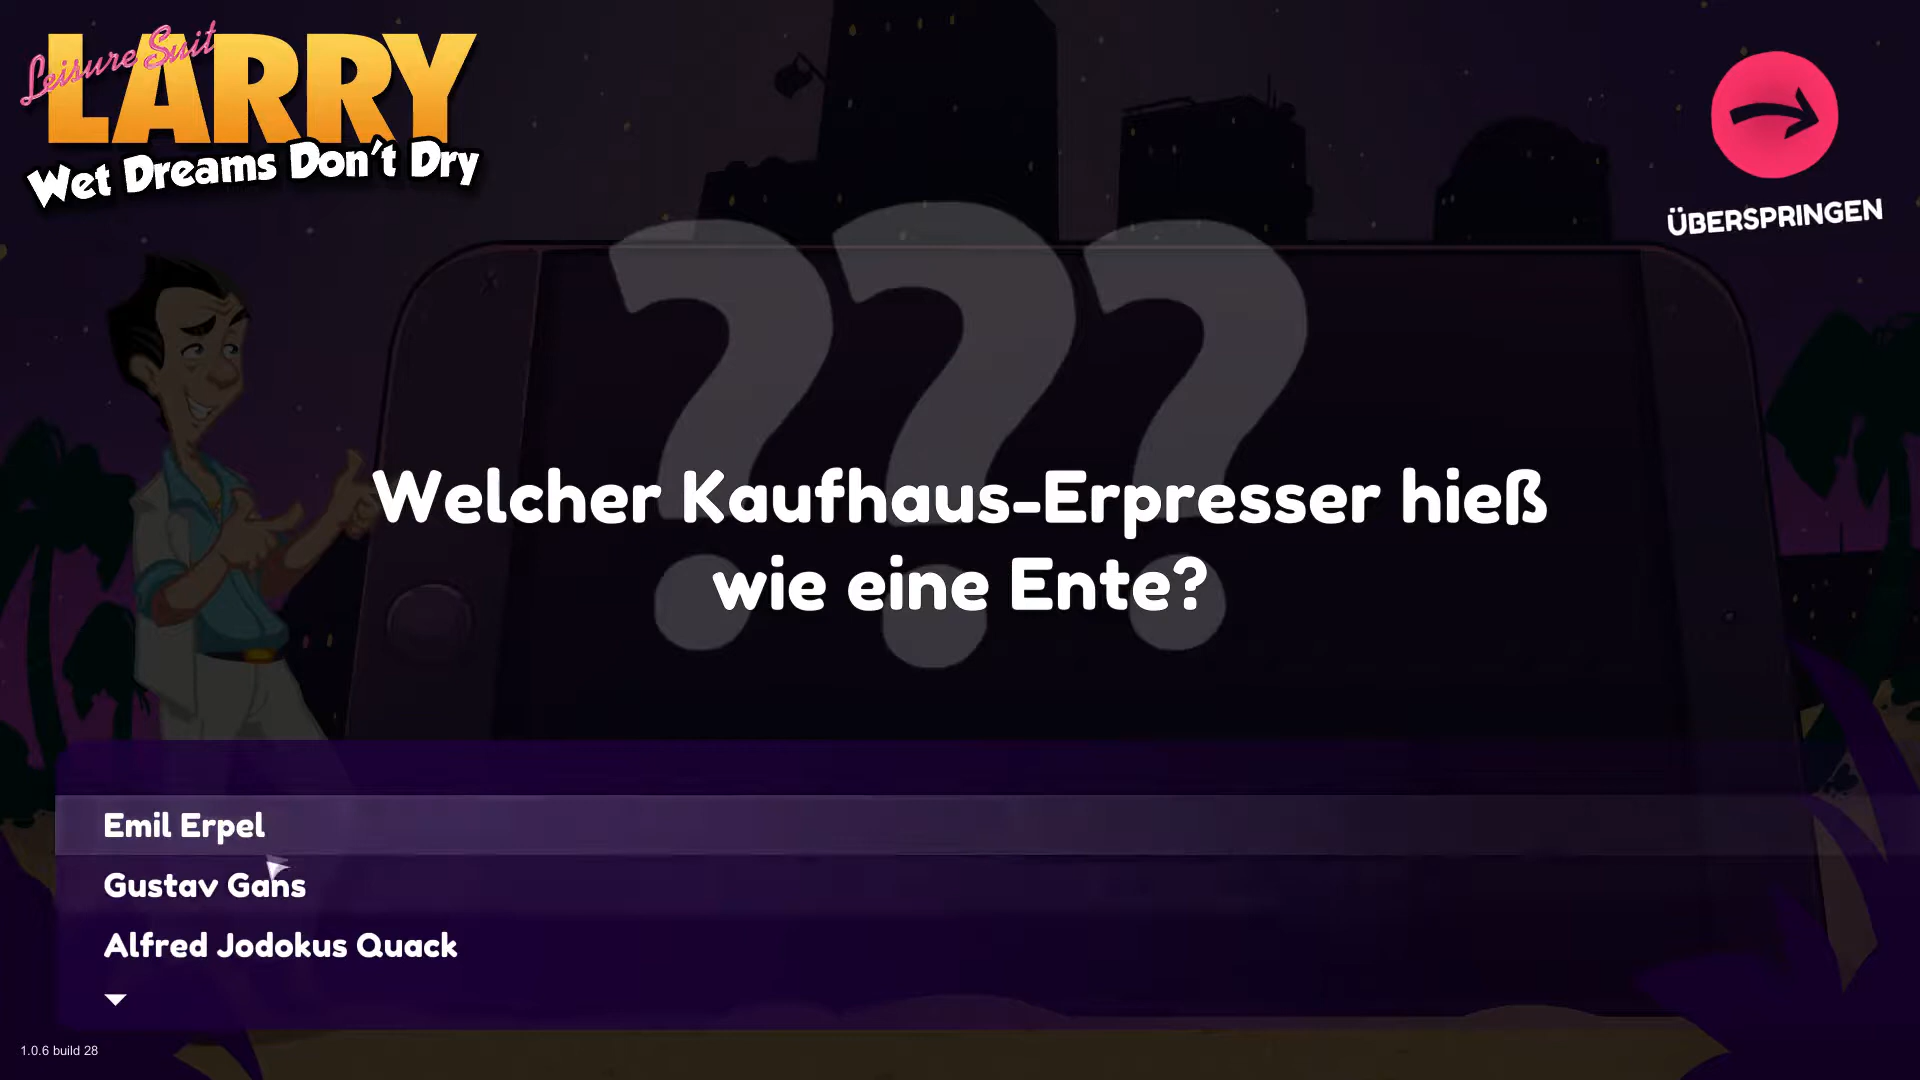 Leisure Suit
LARRY
Wet Dreams Don't Dry
ÜBERSPRINGEN
Welcher Kaufhaus-Erpresser hieß
wie eine Ente?
Emil Erpel
Gustav Gans
Alfred Jodokus Quack
1.0.6 build 28